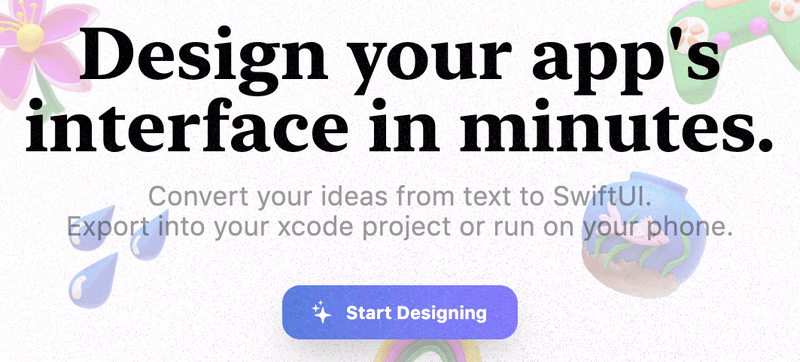 Design your app's
interface in minutes.
Convert your ideas from text to SwiftUI.
Export into your xcode project or run on your phone.
Start Designing